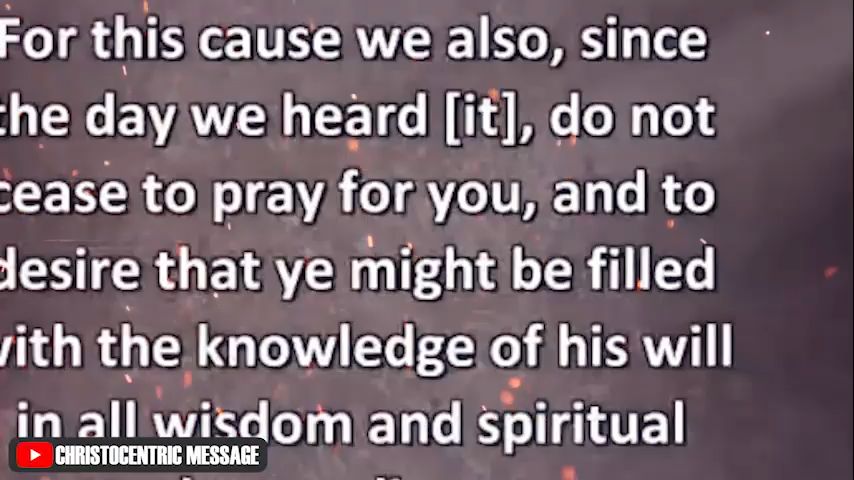 For this cause we also, since
the day we heard [it], do not
cease to pray for you, and to
desire that ye might be filled
with the knowledge of his will
in all wisdom and spiritual
CHRISTOCENTRIC MESSAGE